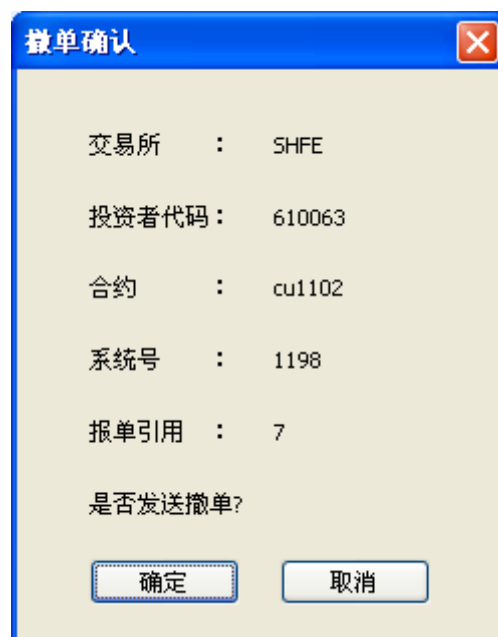 撤单确认
交易所 : SHFE
投资者代码: 610063
合约 : cu1102
系统号 : 1198
报单引用 : 7
是否发送撤单?
确定 取消